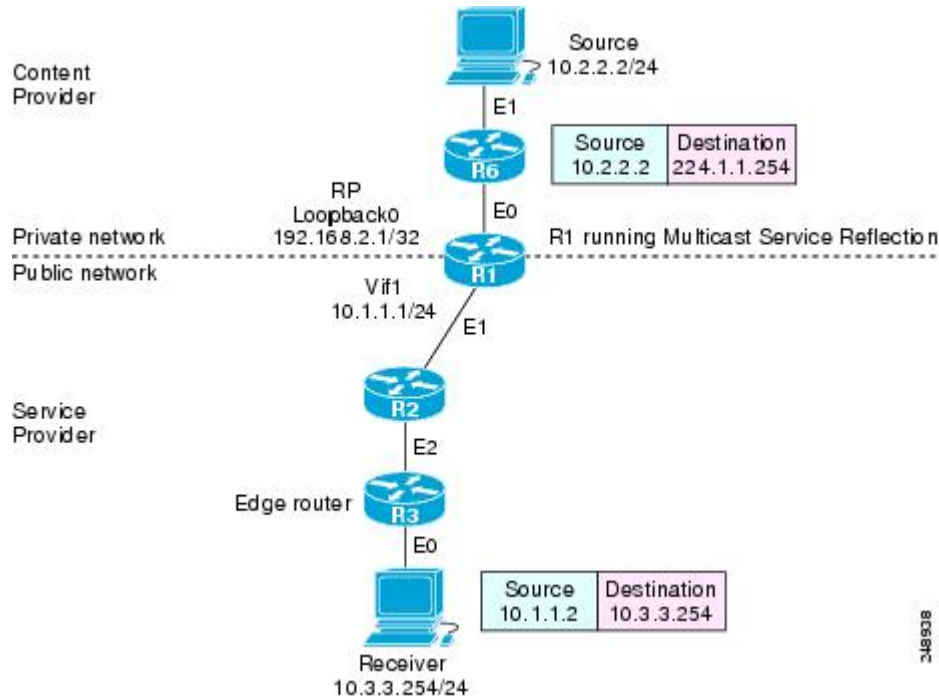 Source
10.2.2.2/24
Content
Provider
E1
Source
10.2.2.2
Destination
224.1.1.254
R6
RP
Loopback0
192.168.2.1/32
E0
Private network
R1 running Multicast Service Reflection
Public network
R1
Vif1
10.1.1.1/24
E1
R2
Service
Provider
E2
Edge router
R3
E0
Source
10.1.1.2
Destination
10.3.3.254
Receiver
10.3.3.254/24
248938